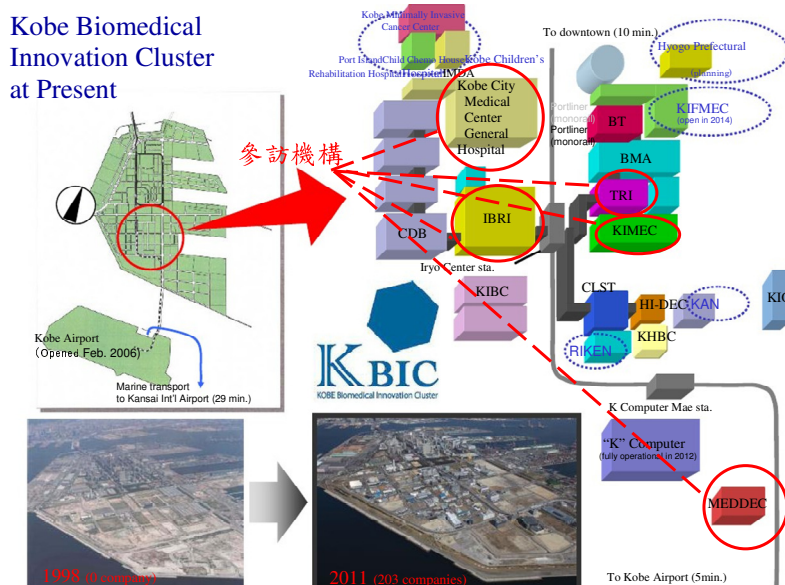 Kobe Biomedical
Innovation Cluster
at Present
Kobe Minimally Invasive
Cancer Center
Port Island
Rehabilitation Hospital
Child Chemo House
Kobe Children's
Hospital
IMDA
Kobe City
Medical
Center
General
Hospital
To downtown (10 min.)
Hyogo Prefectural
(planning)
Portliner
(monorail)
Portliner
(monorail)
BT
KIFMEC
(open in 2014)
BMA
參訪機構
TRI
IBRI
KIMEC
CDB
Iryo Center sta.
KIBC
CLST
HI-DEC
KAN
KHBC
RIKEN
Kobe Airport
(Opened Feb. 2006)
Marine transport
to Kansai Int'l Airport (29 min.)
KBIC
KOBE Biomedical Innovation Cluster
K Computer Mae sta.
"K" Computer
(fully operational in 2012)
MEDDEC
1998
2011 (203 companies)
To Kobe Airport (5min.)